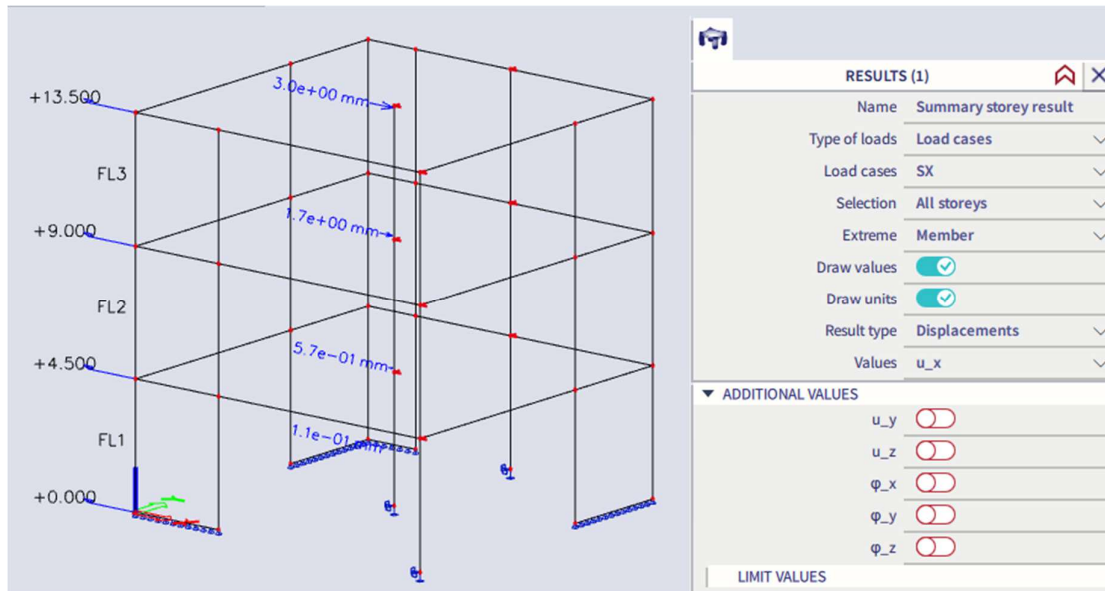 +13.500
FL3
+9.000
FL2
+4.500
FL1
+0.000
3.0e+00 mm
1.7e+00 mm
5.7e-01 mm
1.1e-01 mm
RESULTS (1)
Name Summary storey result
Type of loads Load cases
Load cases SX
Selection All storeys
Extreme Member
Draw values
Draw units
Result type Displacements
Values u_x
ADDITIONAL VALUES
u_y
u_z
φ_x
φ_y
φ_z
LIMIT VALUES